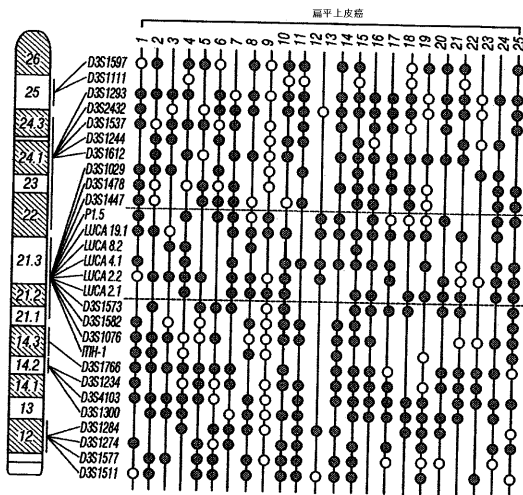 扁平上皮癌
1 2 3 4 5 6 7 8 9 10 11 12 13 14 15 16 17 18 19 20 21 22 23 24 25
26
25
24.3
24.1
23
22
21.3
21.2
21.1
14.3
14.2
14.1
13
12
D3S1597
D3S1111
D3S1293
D3S2432
D3S1537
D3S1244
D3S1612
D3S1029
D3S1478
D3S1447
P1.5
LUCA 19.1
LUCA 8.2
LUCA 4.1
LUCA 2.2
LUCA 2.1
D3S1573
D3S1582
D3S1076
ITIH-1
D3S1766
D3S1234
D3S4103
D3S1300
D3S1284
D3S1274
D3S1577
D3S1511